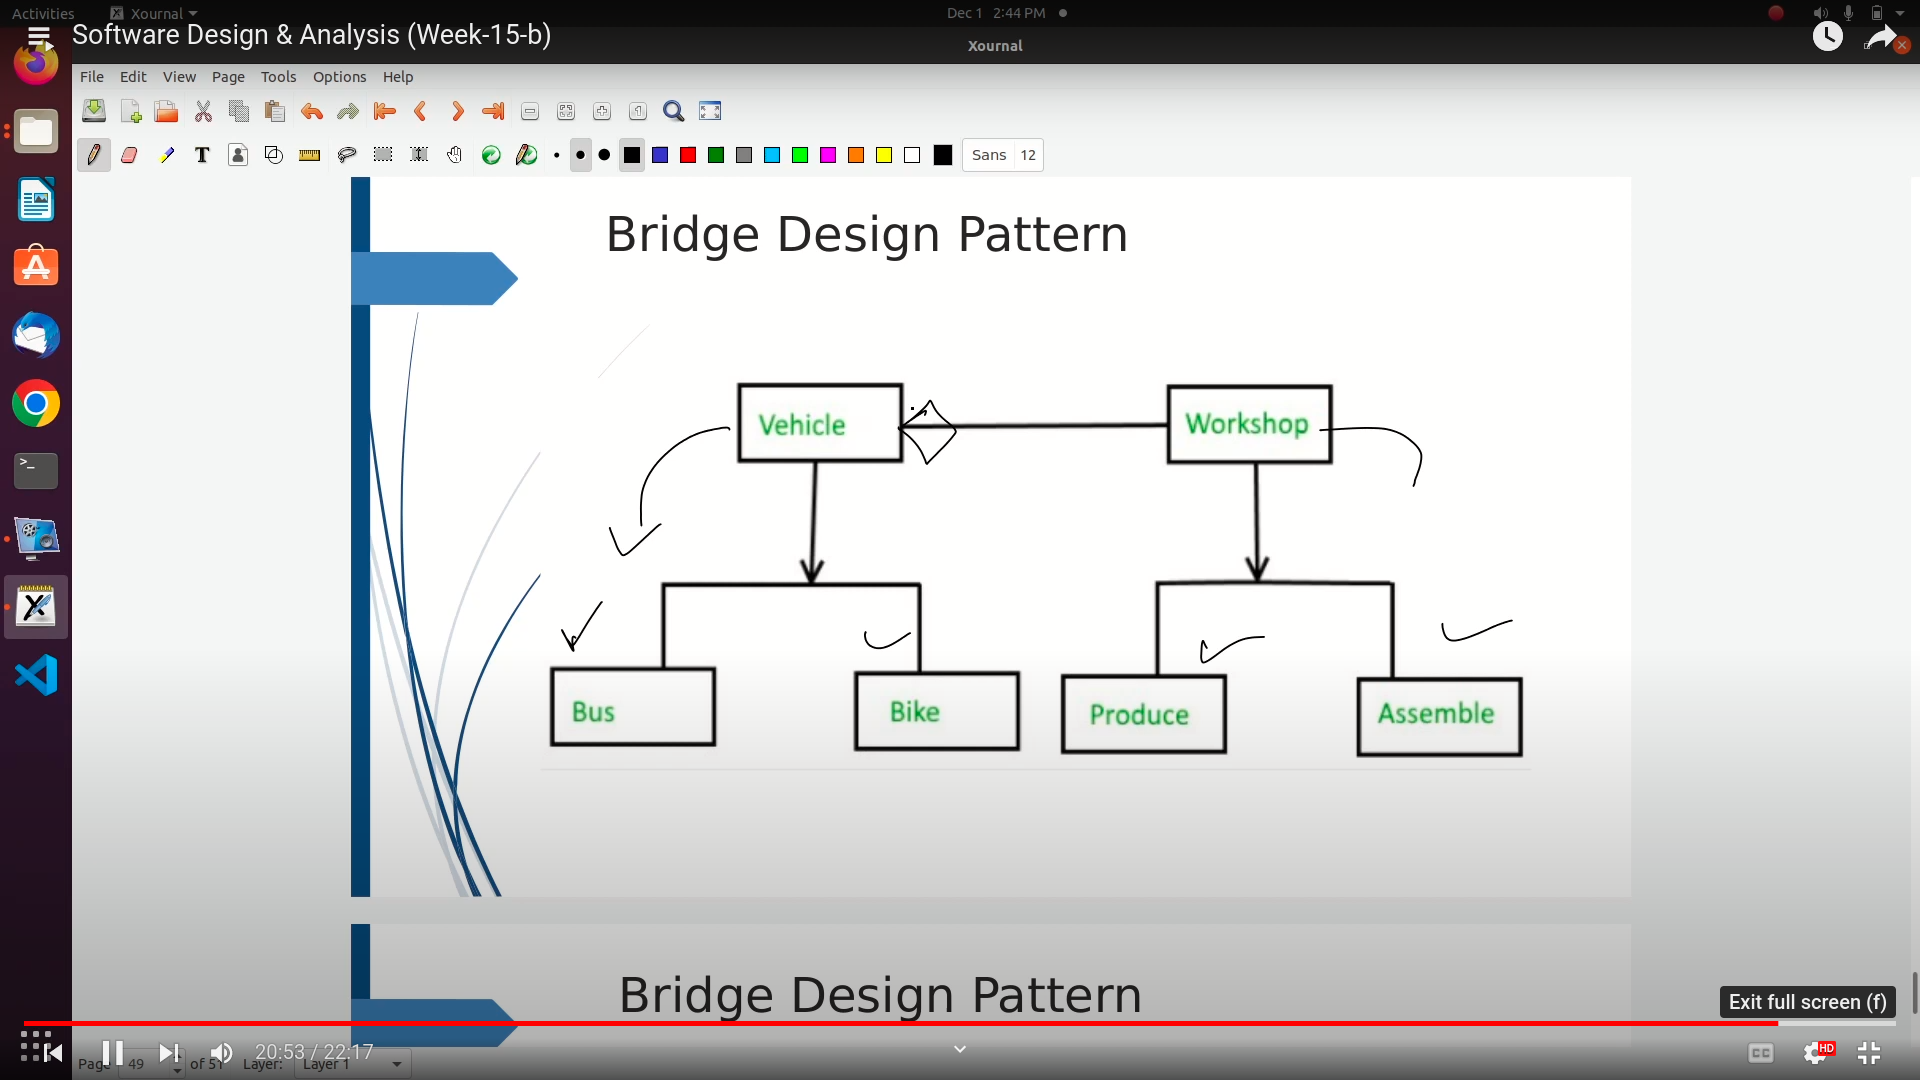 Activities Xournal Dec 1 2:44 PM
Software Design & Analysis (Week-15-b)
Xournal
File Edit View Page Tools Options Help
T Sans 12
Bridge Design Pattern
Vehicle Workshop
Bus Bike Produce Assemble
Bridge Design Pattern
Exit full screen (f)
20:53 / 22:17 CC HD
Page 49 of 51 Layer: Layer 1